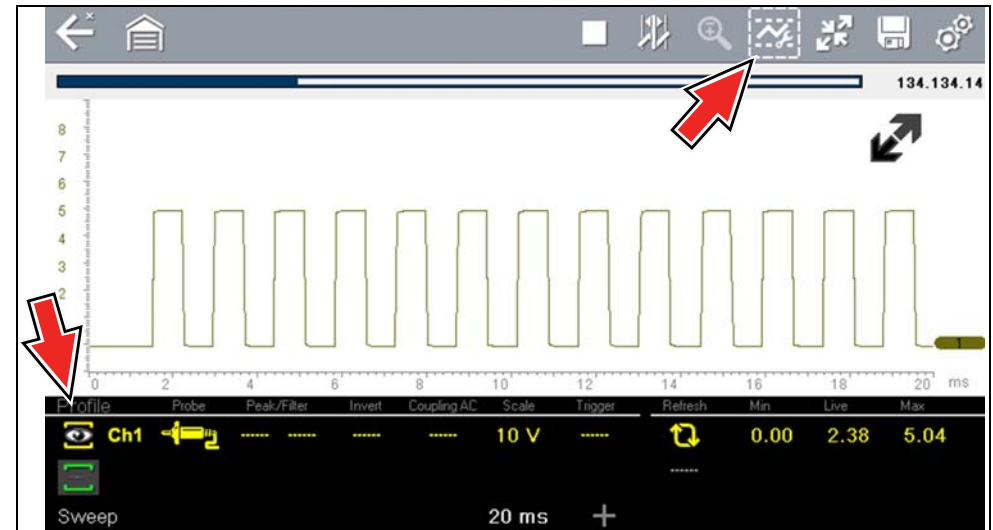 134.134.14
8
7
6
5
4
3
2
1
0 2 4 6 8 10 12 14 16 18 20 ms
Profile Probe Peak/Filter Invert Coupling AC Scale Trigger Refresh Min Live Max
Ch1 ------ ------ ------ ------ 10 V ------ 0.00 2.38 5.04
------
Sweep 20 ms +